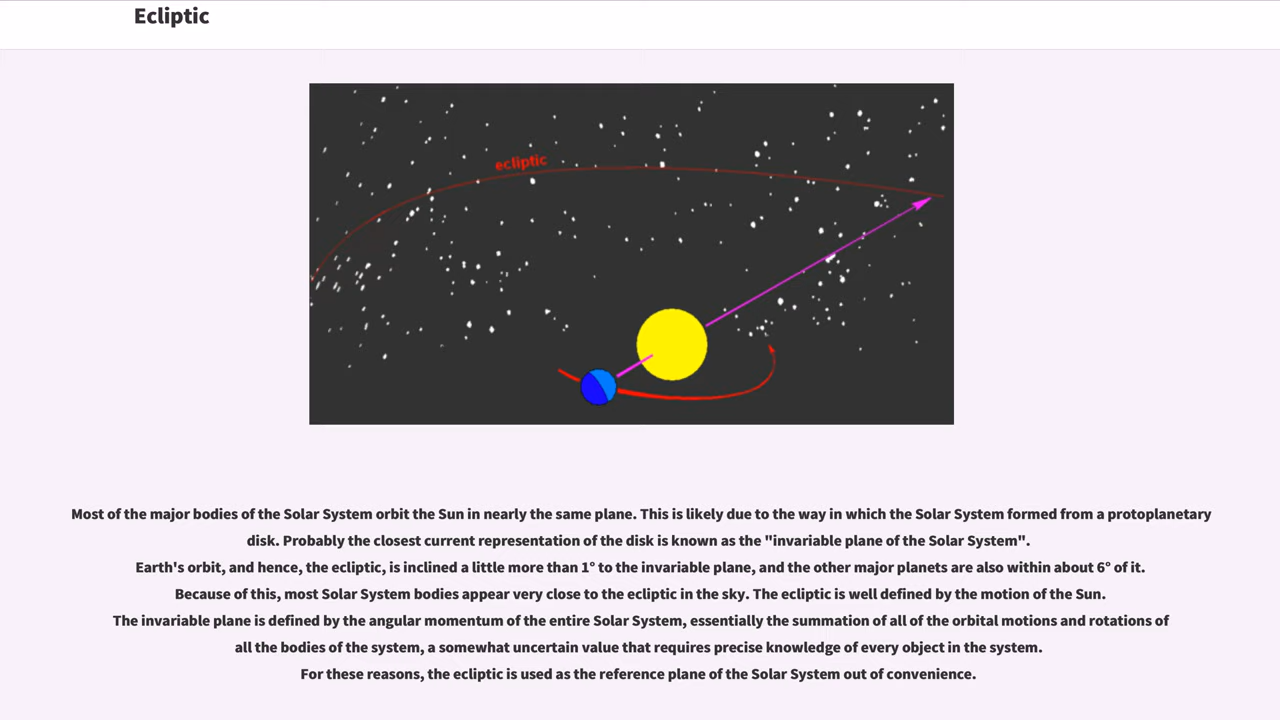 Ecliptic
ecliptic
Most of the major bodies of the Solar System orbit the Sun in nearly the same plane. This is likely due to the way in which the Solar System formed from a protoplanetary
disk. Probably the closest current representation of the disk is known as the "invariable plane of the Solar System".
Earth's orbit, and hence, the ecliptic, is inclined a little more than 1° to the invariable plane, and the other major planets are also within about 6° of it.
Because of this, most Solar System bodies appear very close to the ecliptic in the sky. The ecliptic is well defined by the motion of the Sun.
The invariable plane is defined by the angular momentum of the entire Solar System, essentially the summation of all of the orbital motions and rotations of
all the bodies of the system, a somewhat uncertain value that requires precise knowledge of every object in the system.
For these reasons, the ecliptic is used as the reference plane of the Solar System out of convenience.